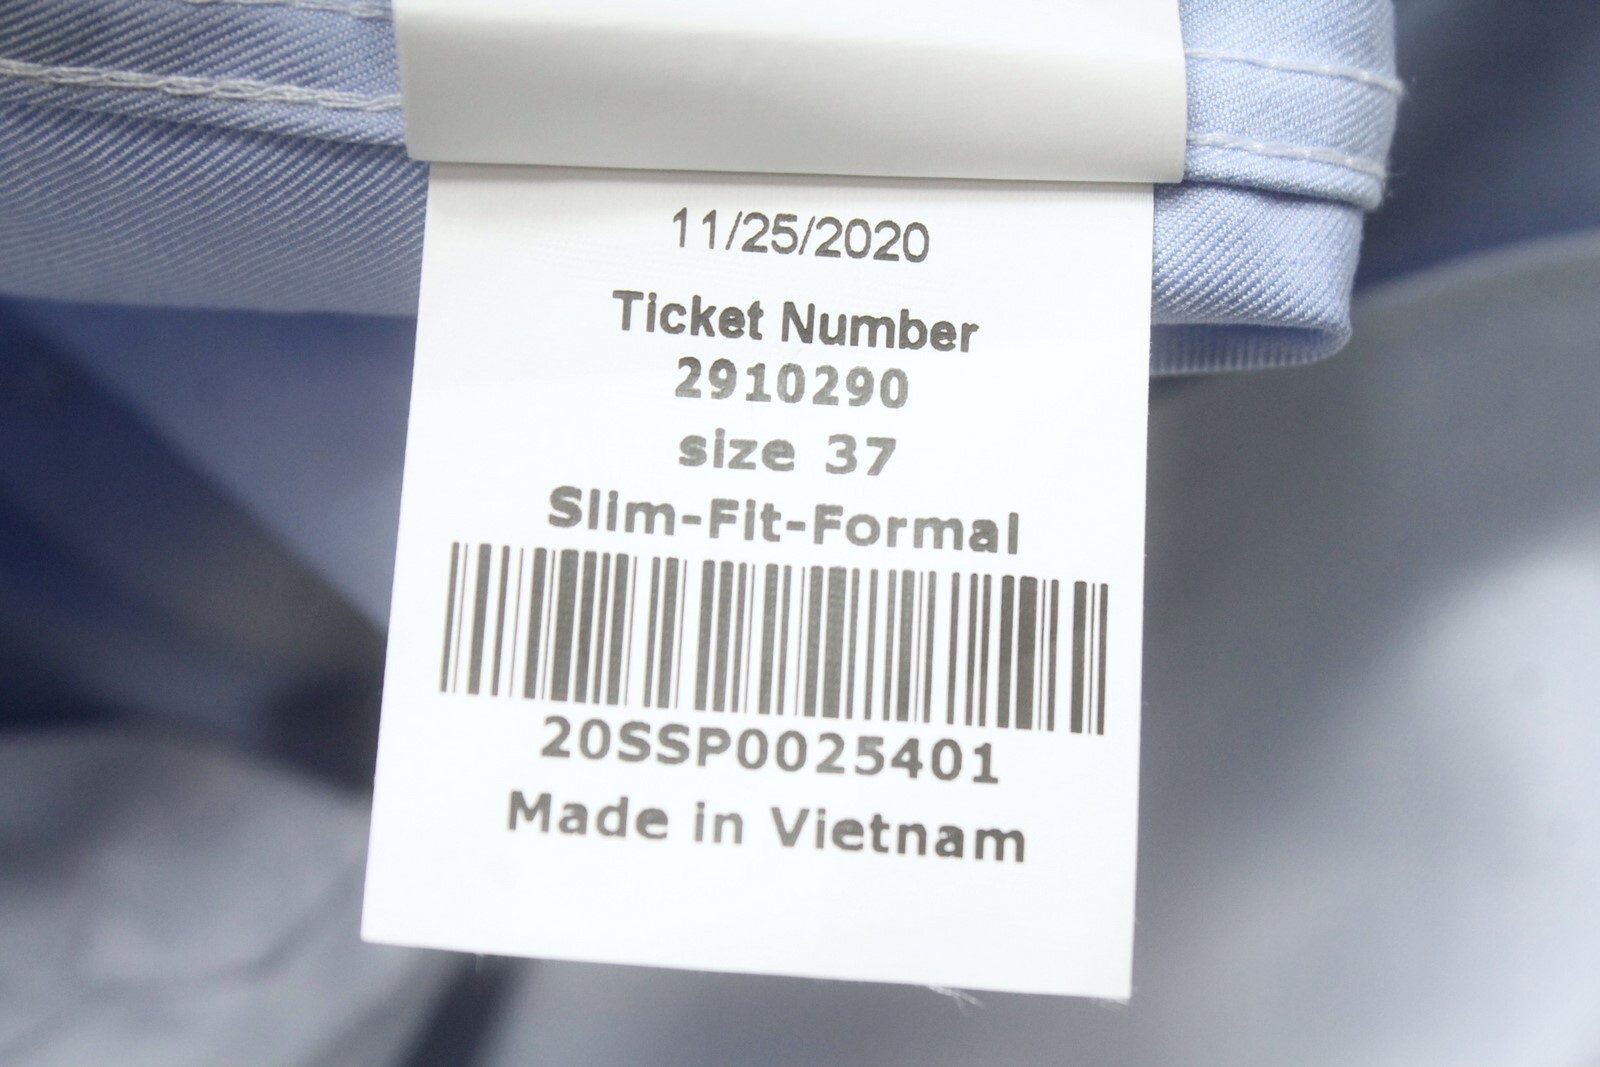 11/25/2020
Ticket Number
2910290
size 37
Slim-Fit-Formal
20SSP0025401
Made in Vietnam